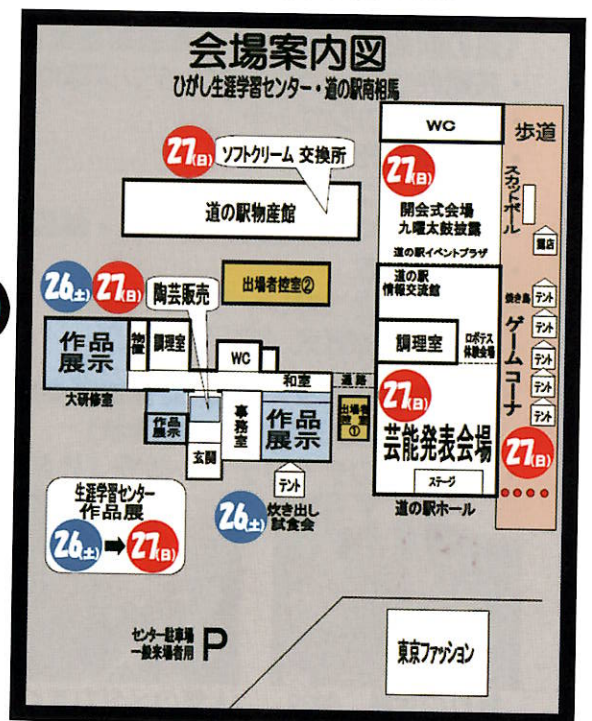 会場案内図
ひがし生涯学習センター・道の駅南相馬
WC
歩道
27(日)
ソフトクリーム 交換所
27(日)
開会式会場
九曜太鼓披露
道の駅イベントプラザ
スカットボール
売店
道の駅物産館
26(土)
27(日)
陶芸販売
出場者控室②
道の駅
情報交流館
焼き鳥
テント
テント
テント
テント
テント
ゲームコーナ
作品
展示
物置
調理室
WC
調理室
ロボテス
体験会場
和室
通路
大研修室
作品
展示
玄関
事務室
作品
展示
出場者
控室
①
27(日)
芸能発表会場
27(日)
ステージ
道の駅ホール
テント
26(土)
炊き出し
試食会
生涯学習センター
作品展
26(土)➡27(日)
センター駐車場
一般来場者用
P
東京ファッション